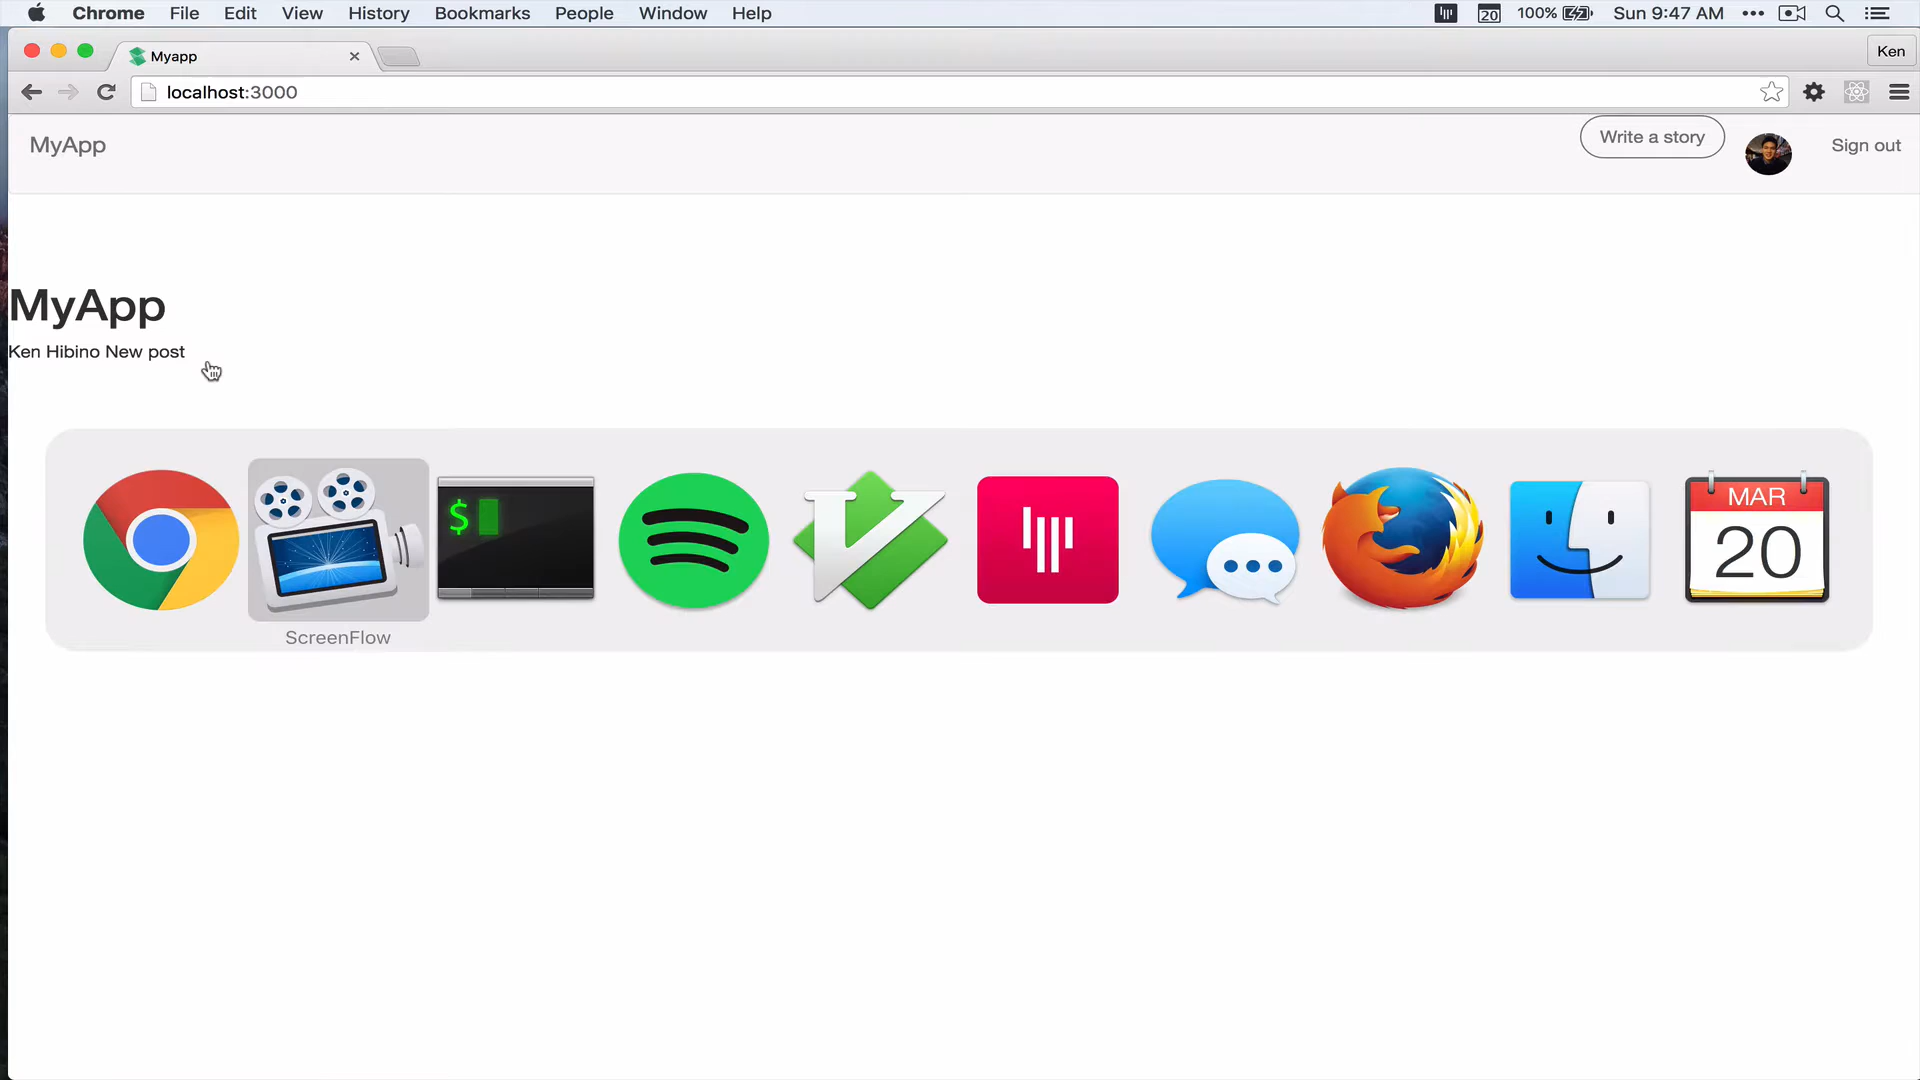 Chrome File Edit View History Bookmarks People Window Help 20 100% Sun 9:47 AM
Myapp Ken
localhost:3000
MyApp Write a story Sign out
MyApp
Ken Hibino New post
$
MAR
20
ScreenFlow